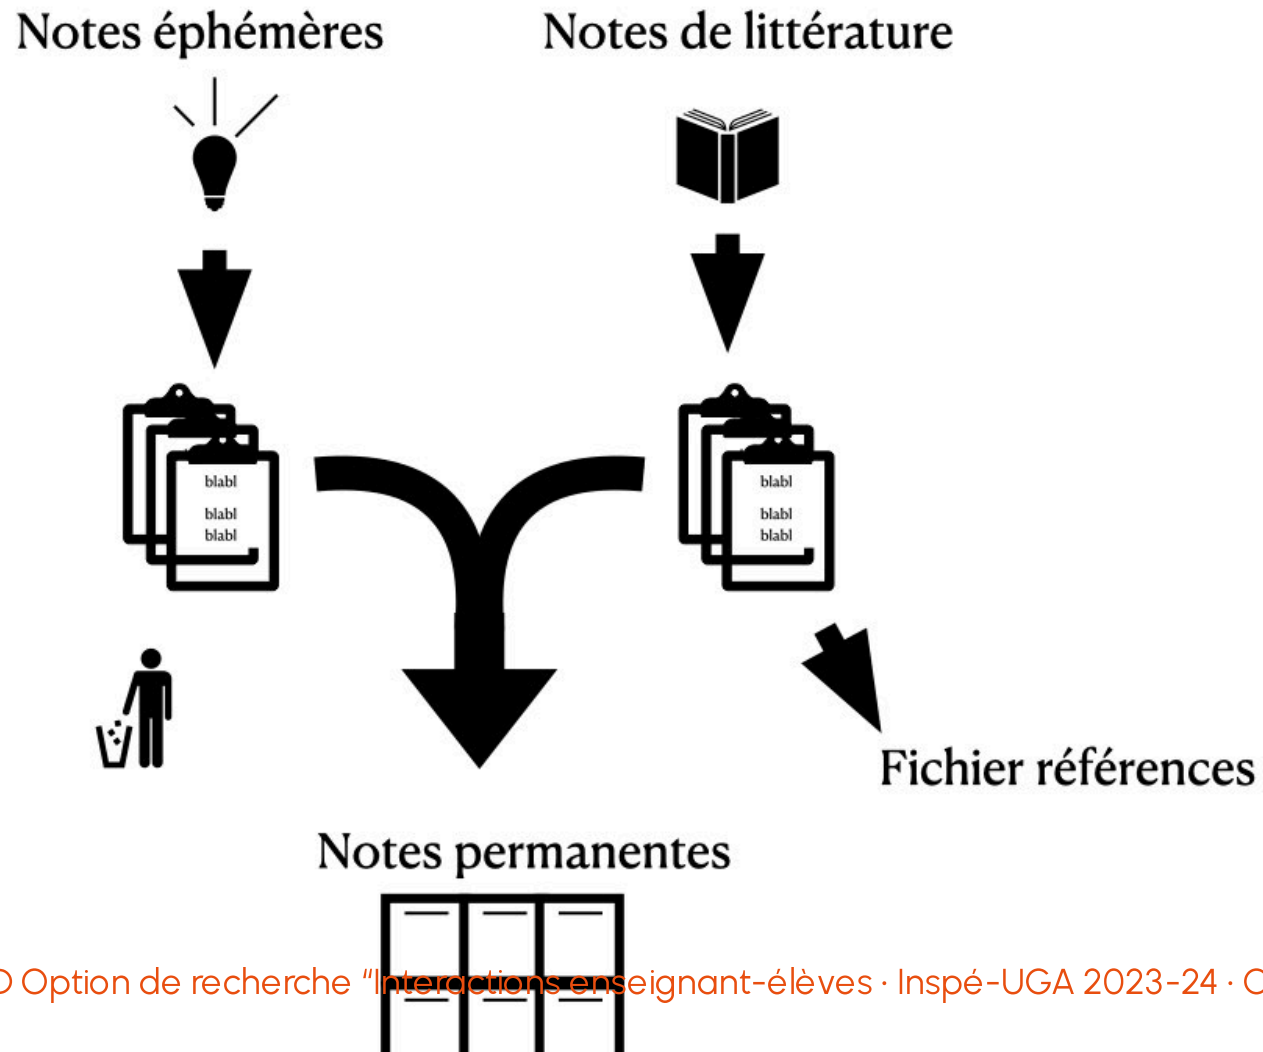 Notes éphémères
Notes de littérature
blabl
blabl
blabl
blabl
blabl
blabl
Fichier références
Notes permanentes
Option de recherche “Interactions enseignant-élèves · Inspé-UGA 2023-24 ·